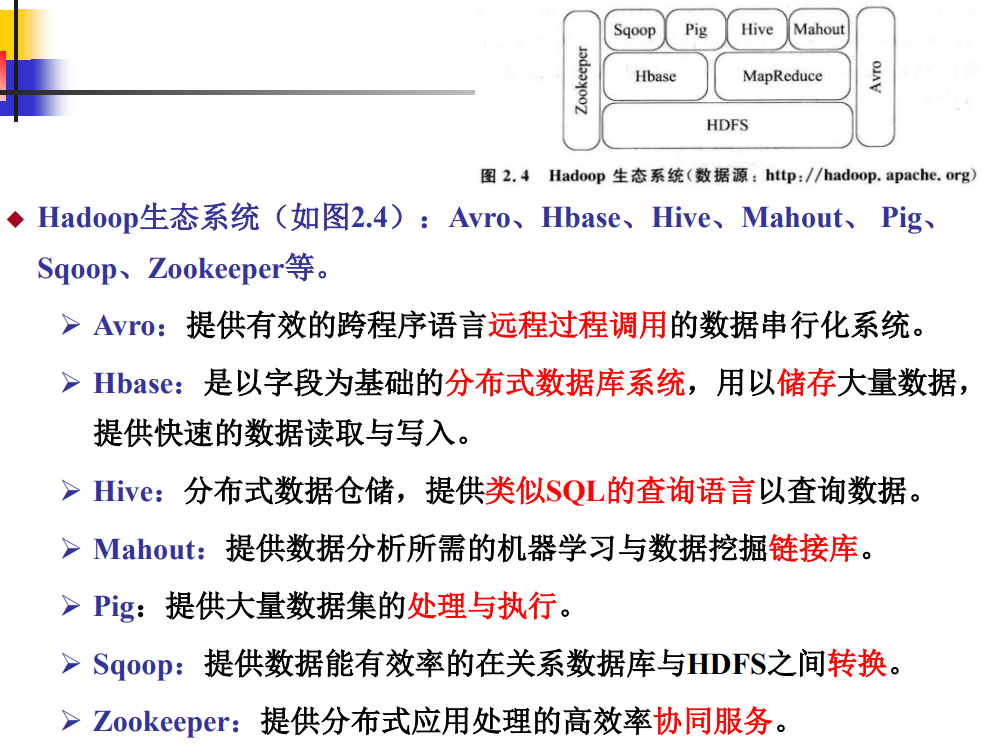 Sqoop Pig Hive Mahout
Zookeeper
Hbase MapReduce
Avro
HDFS
图 2.4 Hadoop 生态系统(数据源: http://hadoop.apache.org)
◆ Hadoop生态系统（如图2.4）：Avro、Hbase、Hive、Mahout、 Pig、
Sqoop、Zookeeper等。
➢ Avro：提供有效的跨程序语言远程过程调用的数据串行化系统。
➢ Hbase：是以字段为基础的分布式数据库系统，用以储存大量数据，
提供快速的数据读取与写入。
➢ Hive：分布式数据仓储，提供类似SQL的查询语言以查询数据。
➢ Mahout：提供数据分析所需的机器学习与数据挖掘链接库。
➢ Pig：提供大量数据集的处理与执行。
➢ Sqoop：提供数据能有效率的在关系数据库与HDFS之间转换。
➢ Zookeeper：提供分布式应用处理的高效率协同服务。